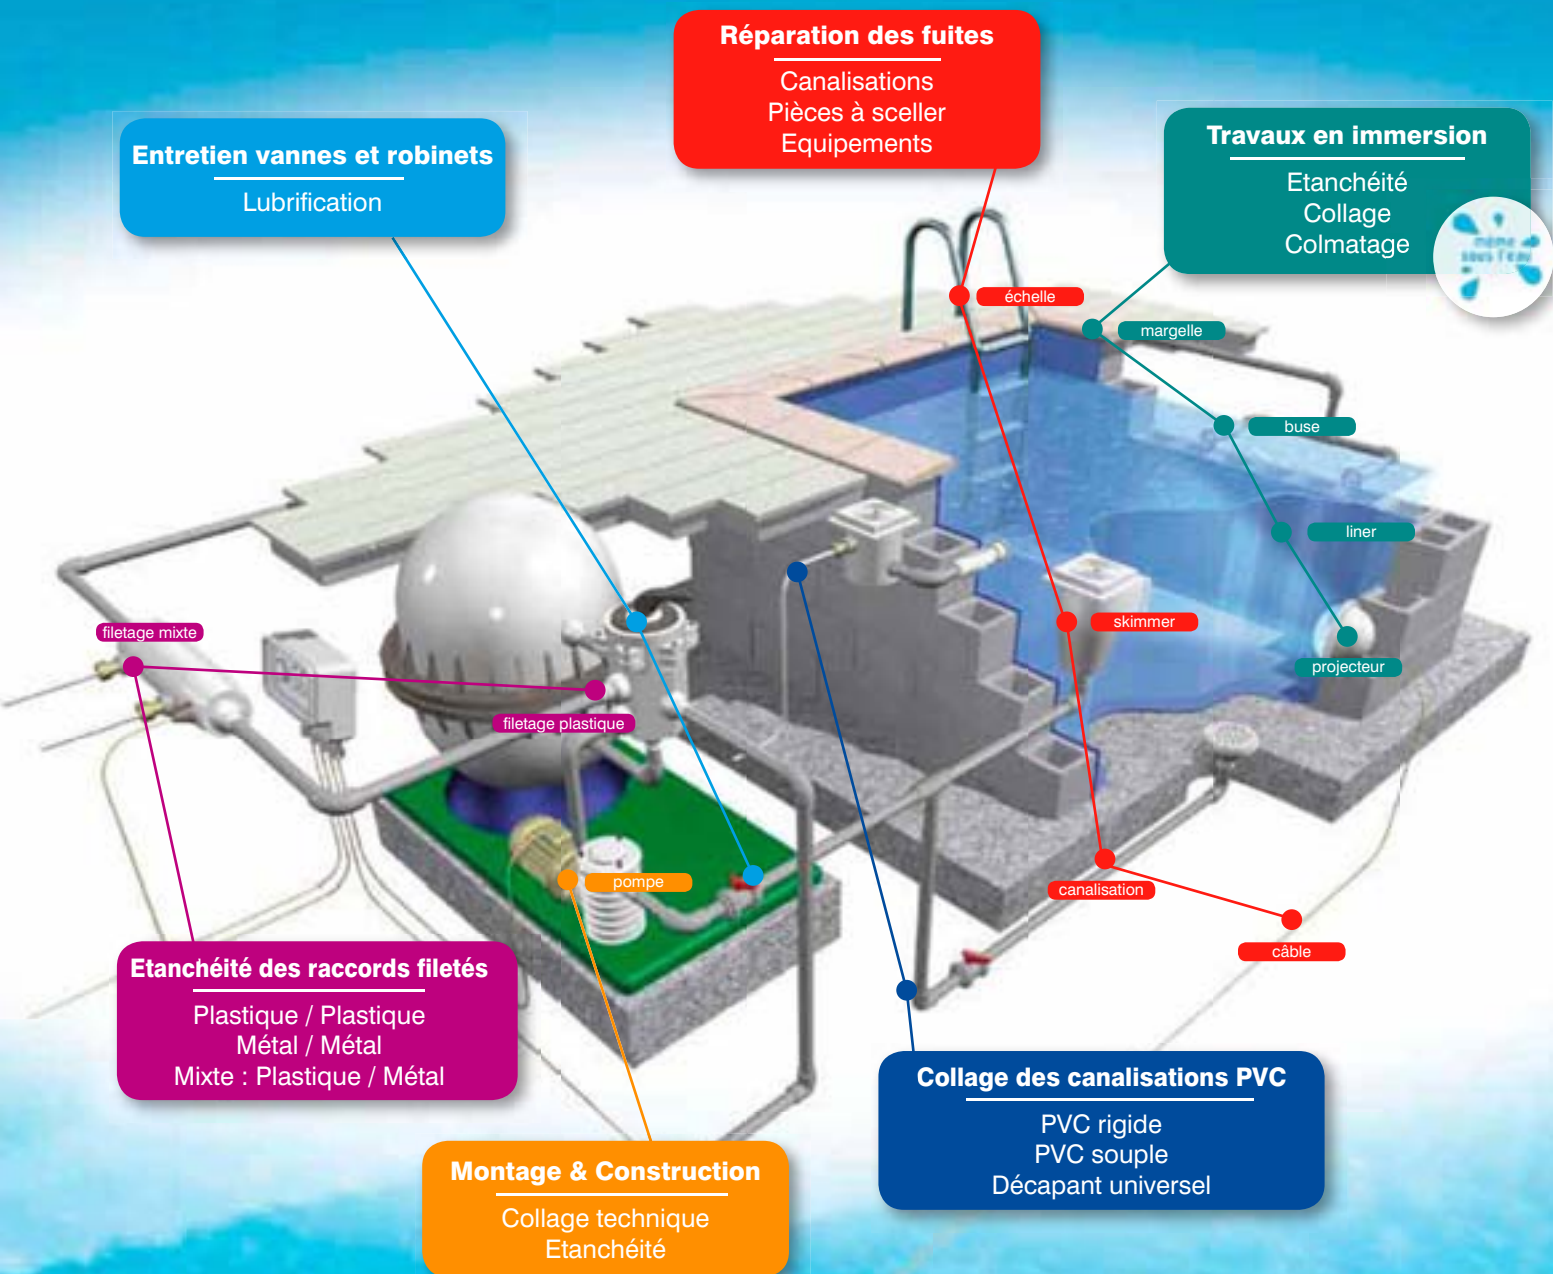 Réparation des fuites
Canalisations
Pièces à sceller
Equipements
Entretien vannes et robinets
Lubrification
Travaux en immersion
Etanchéité
Collage
Colmatage
même
sous l'eau
échelle
margelle
buse
liner
skimmer
projecteur
filetage mixte
filetage plastique
pompe
canalisation
câble
Etanchéité des raccords filetés
Plastique / Plastique
Métal / Métal
Mixte : Plastique / Métal
Collage des canalisations PVC
PVC rigide
PVC souple
Décapant universel
Montage & Construction
Collage technique
Etanchéité